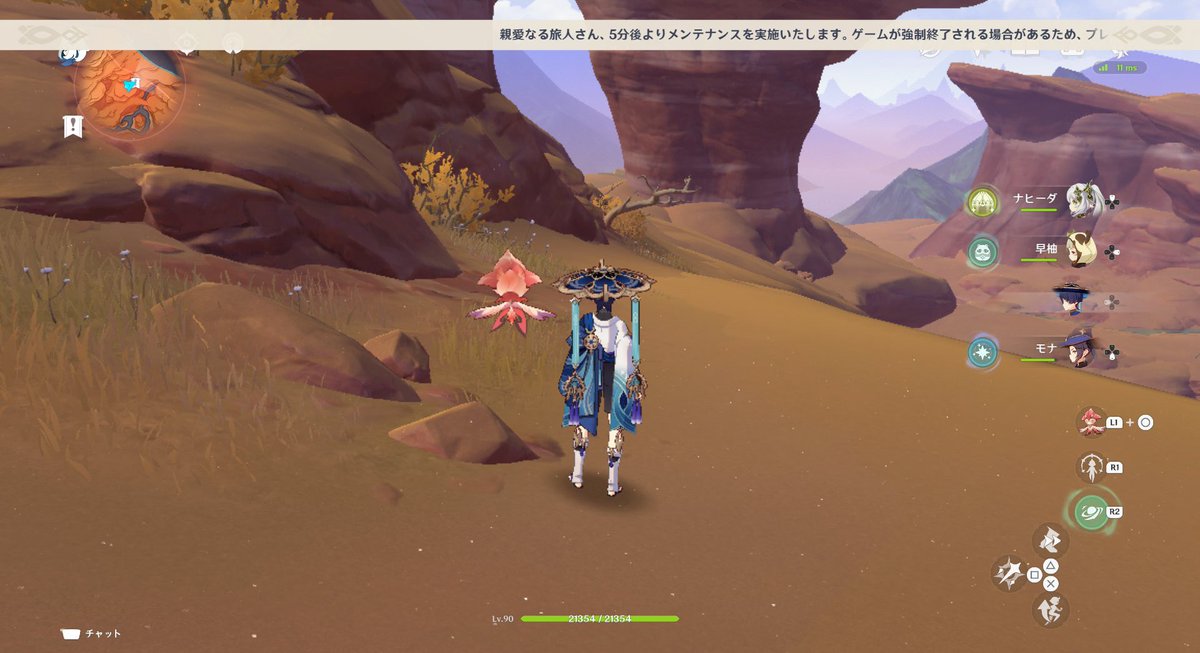 親愛なる旅人さん、5分後よりメンテナンスを実施いたします。ゲームが強制終了される場合があるため、プレ
11 ms
ナヒーダ
早柚
モナ
L1 + ○
R1
R2
Lv.90
21354 / 21354
チャット